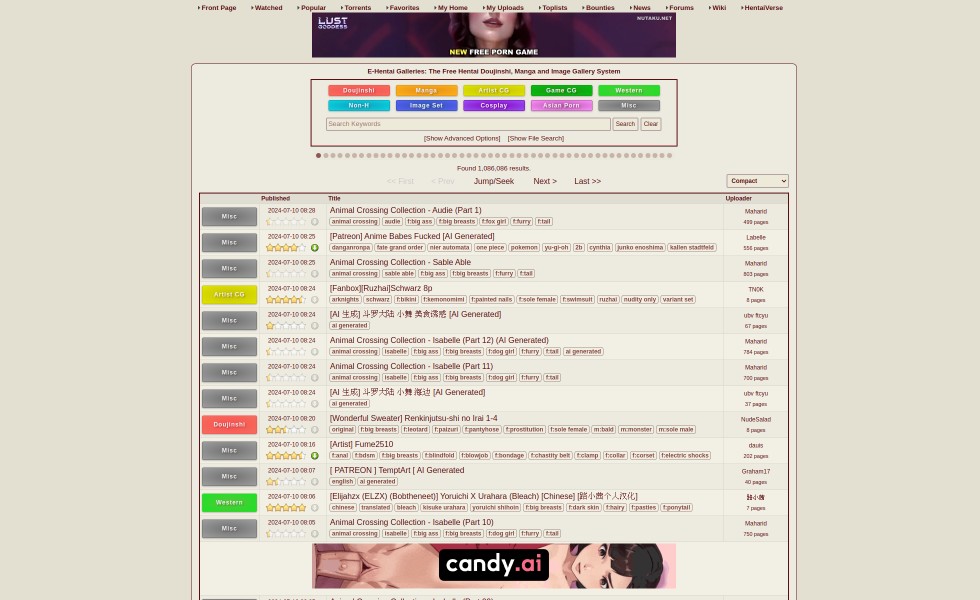 Front Page Watched Popular Torrents Favorites My Home My Uploads Toplists Bounties News Forums Wiki HentaiVerse
LUST
GODDESS
NUTAKU.NET
NEW FREE PORN GAME
E-Hentai Galleries: The Free Hentai Doujinshi, Manga and Image Gallery System
Doujinshi Manga Artist CG Game CG Western
Non-H Image Set Cosplay Asian Porn Misc
Search Keywords Search Clear
[Show Advanced Options] [Show File Search]
Found 1,086,086 results.
<< First < Prev Jump/Seek Next > Last >> Compact
Published Title Uploader
Misc 2024-07-10 08:28 Animal Crossing Collection - Audie (Part 1) Maharid
animal crossing audie f:big ass f:big breasts f:fox girl f:furry f:tail 499 pages
Misc 2024-07-10 08:25 [Patreon] Anime Babes Fucked [AI Generated] Labelle
danganronpa fate grand order nier automata one piece pokemon yu-gi-oh 2b cynthia junko enoshima kallen stadtfeld 556 pages
Misc 2024-07-10 08:25 Animal Crossing Collection - Sable Able Maharid
animal crossing sable able f:big ass f:big breasts f:furry f:tail 803 pages
Artist CG 2024-07-10 08:24 [Fanbox][Ruzhai]Schwarz 8p TN0K
arknights schwarz f:bikini f:kemonomimi f:painted nails f:sole female f:swimsuit ruzhai nudity only variant set 8 pages
Misc 2024-07-10 08:24 [AI 生成] 斗罗大陆 小舞 美食诱惑 [AI Generated] ubv ftcyu
ai generated 67 pages
Misc 2024-07-10 08:24 Animal Crossing Collection - Isabelle (Part 12) (AI Generated) Maharid
animal crossing isabelle f:big ass f:big breasts f:dog girl f:furry f:tail ai generated 784 pages
Misc 2024-07-10 08:24 Animal Crossing Collection - Isabelle (Part 11) Maharid
animal crossing isabelle f:big ass f:big breasts f:dog girl f:furry f:tail 700 pages
Misc 2024-07-10 08:24 [AI 生成] 斗罗大陆 小舞 海边 [AI Generated] ubv ftcyu
ai generated 37 pages
Doujinshi 2024-07-10 08:20 [Wonderful Sweater] Renkinjutsu-shi no Irai 1-4 NudeSalad
original f:big breasts f:leotard f:paizuri f:pantyhose f:prostitution f:sole female m:bald m:monster m:sole male 8 pages
Misc 2024-07-10 08:16 [Artist] Fume2510 dauis
f:anal f:bdsm f:big breasts f:blindfold f:blowjob f:bondage f:chastity belt f:clamp f:collar f:corset f:electric shocks 202 pages
Misc 2024-07-10 08:07 [ PATREON ] TemptArt [ AI Generated Graham17
english ai generated 40 pages
Western 2024-07-10 08:06 [Elijahzx (ELZX) (Bobtheneet)] Yoruichi X Urahara (Bleach) [Chinese] [路小茜个人汉化] 路小茜
chinese translated bleach kisuke urahara yoruichi shihoin f:big breasts f:dark skin f:hairy f:pasties f:ponytail 7 pages
Misc 2024-07-10 08:05 Animal Crossing Collection - Isabelle (Part 10) Maharid
animal crossing isabelle f:big ass f:big breasts f:dog girl f:furry f:tail 750 pages
candy.ai